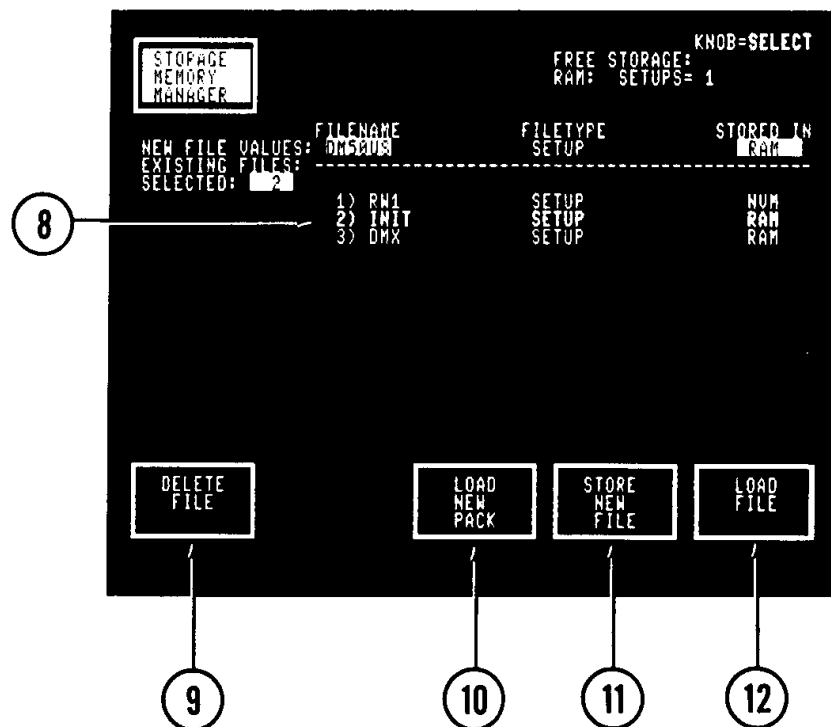 KNOB=SELECT
STORAGE
MEMORY
MANAGER
FREE STORAGE:
RAM: SETUPS= 1
FILENAME FILETYPE STORED IN
NEW FILE VALUES: DM50US SETUP RAM
EXISTING FILES:
SELECTED: 2
1) RW1 SETUP NVM
2) INIT SETUP RAM
3) DMX SETUP RAM
8
DELETE
FILE
LOAD
NEW
PACK
STORE
NEW
FILE
LOAD
FILE
9
10
11
12